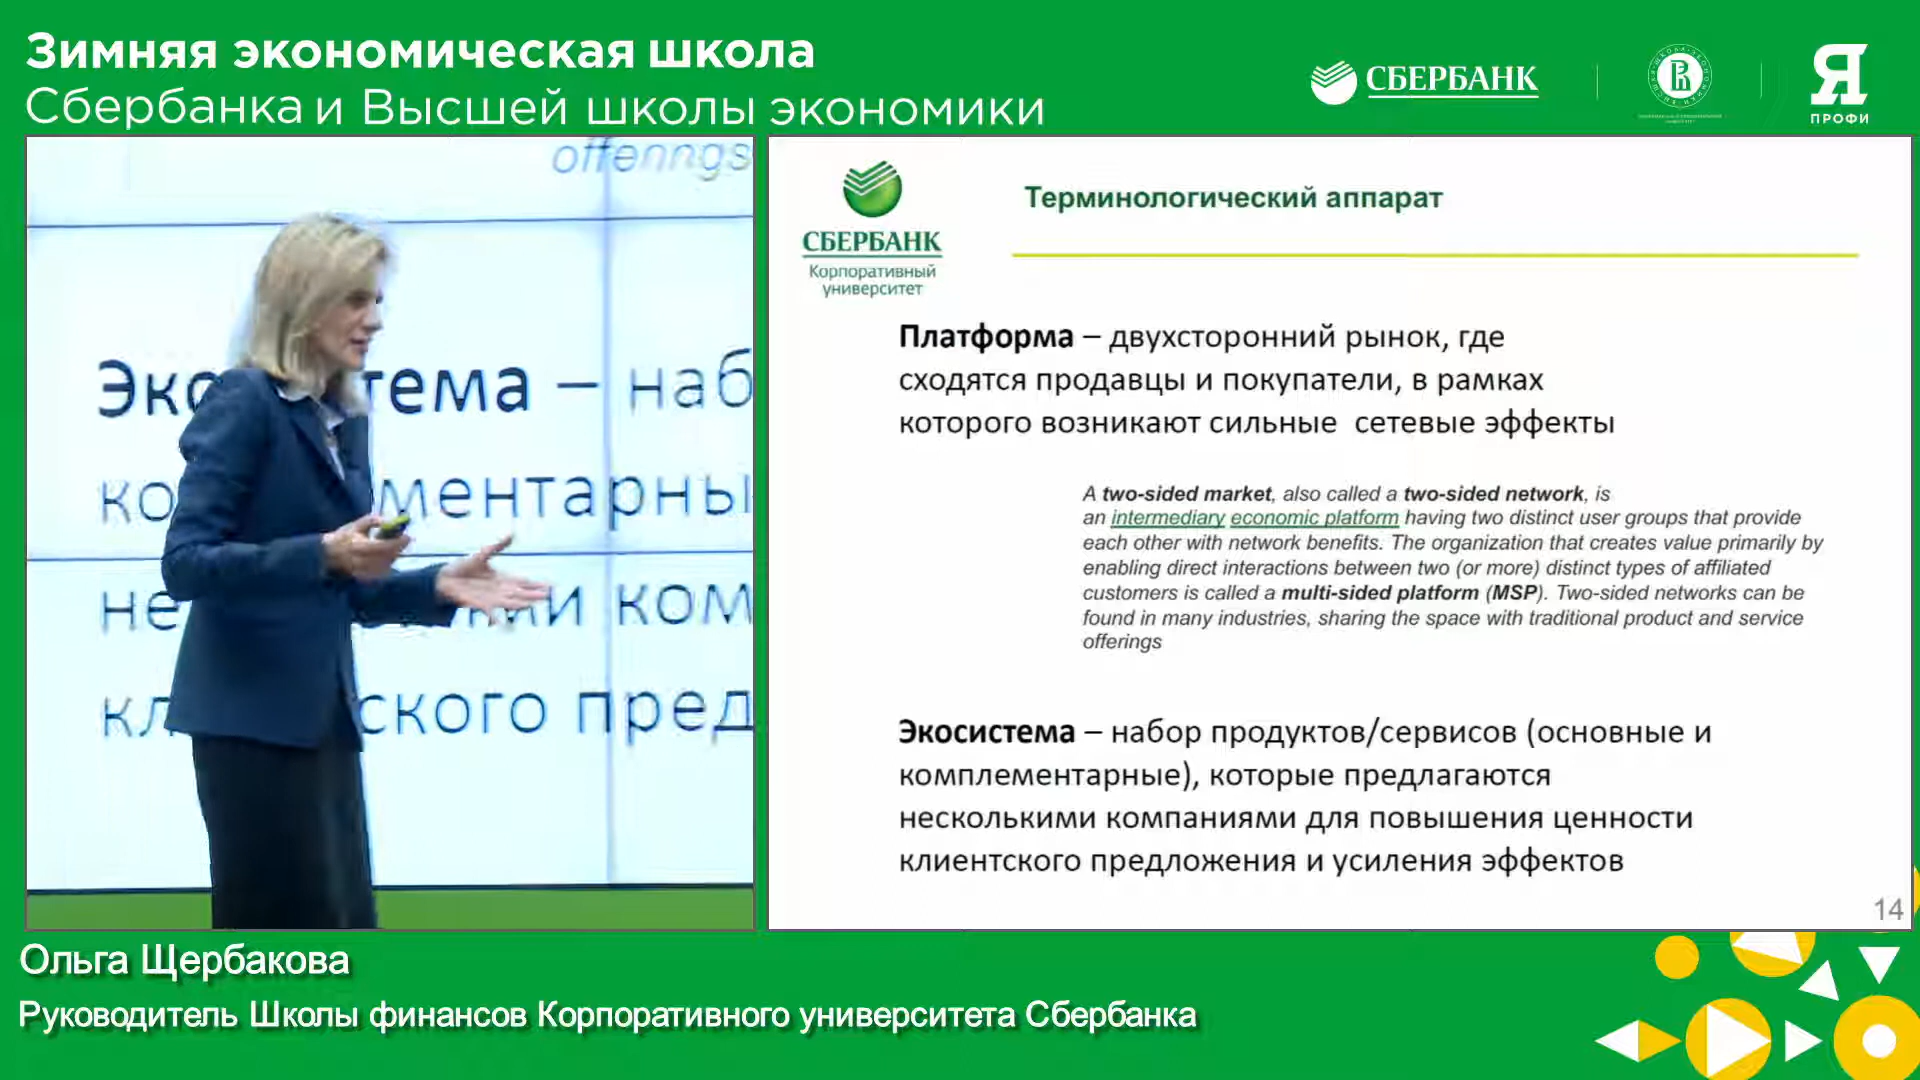 Зимняя экономическая школа
Сбербанка и Высшей школы экономики
СБЕРБАНК
Я
ПРОФИ
offerings
Эко тема – наб
ко ментарны
не ми ком
кл ского пред
СБЕРБАНК
Корпоративный
университет
Терминологический аппарат
Платформа – двухсторонний рынок, где
сходятся продавцы и покупатели, в рамках
которого возникают сильные сетевые эффекты
A two-sided market, also called a two-sided network, is
an intermediary economic platform having two distinct user groups that provide
each other with network benefits. The organization that creates value primarily by
enabling direct interactions between two (or more) distinct types of affiliated
customers is called a multi-sided platform (MSP). Two-sided networks can be
found in many industries, sharing the space with traditional product and service
offerings
Экосистема – набор продуктов/сервисов (основные и
комплементарные), которые предлагаются
несколькими компаниями для повышения ценности
клиентского предложения и усиления эффектов
14
Ольга Щербакова
Руководитель Школы финансов Корпоративного университета Сбербанка